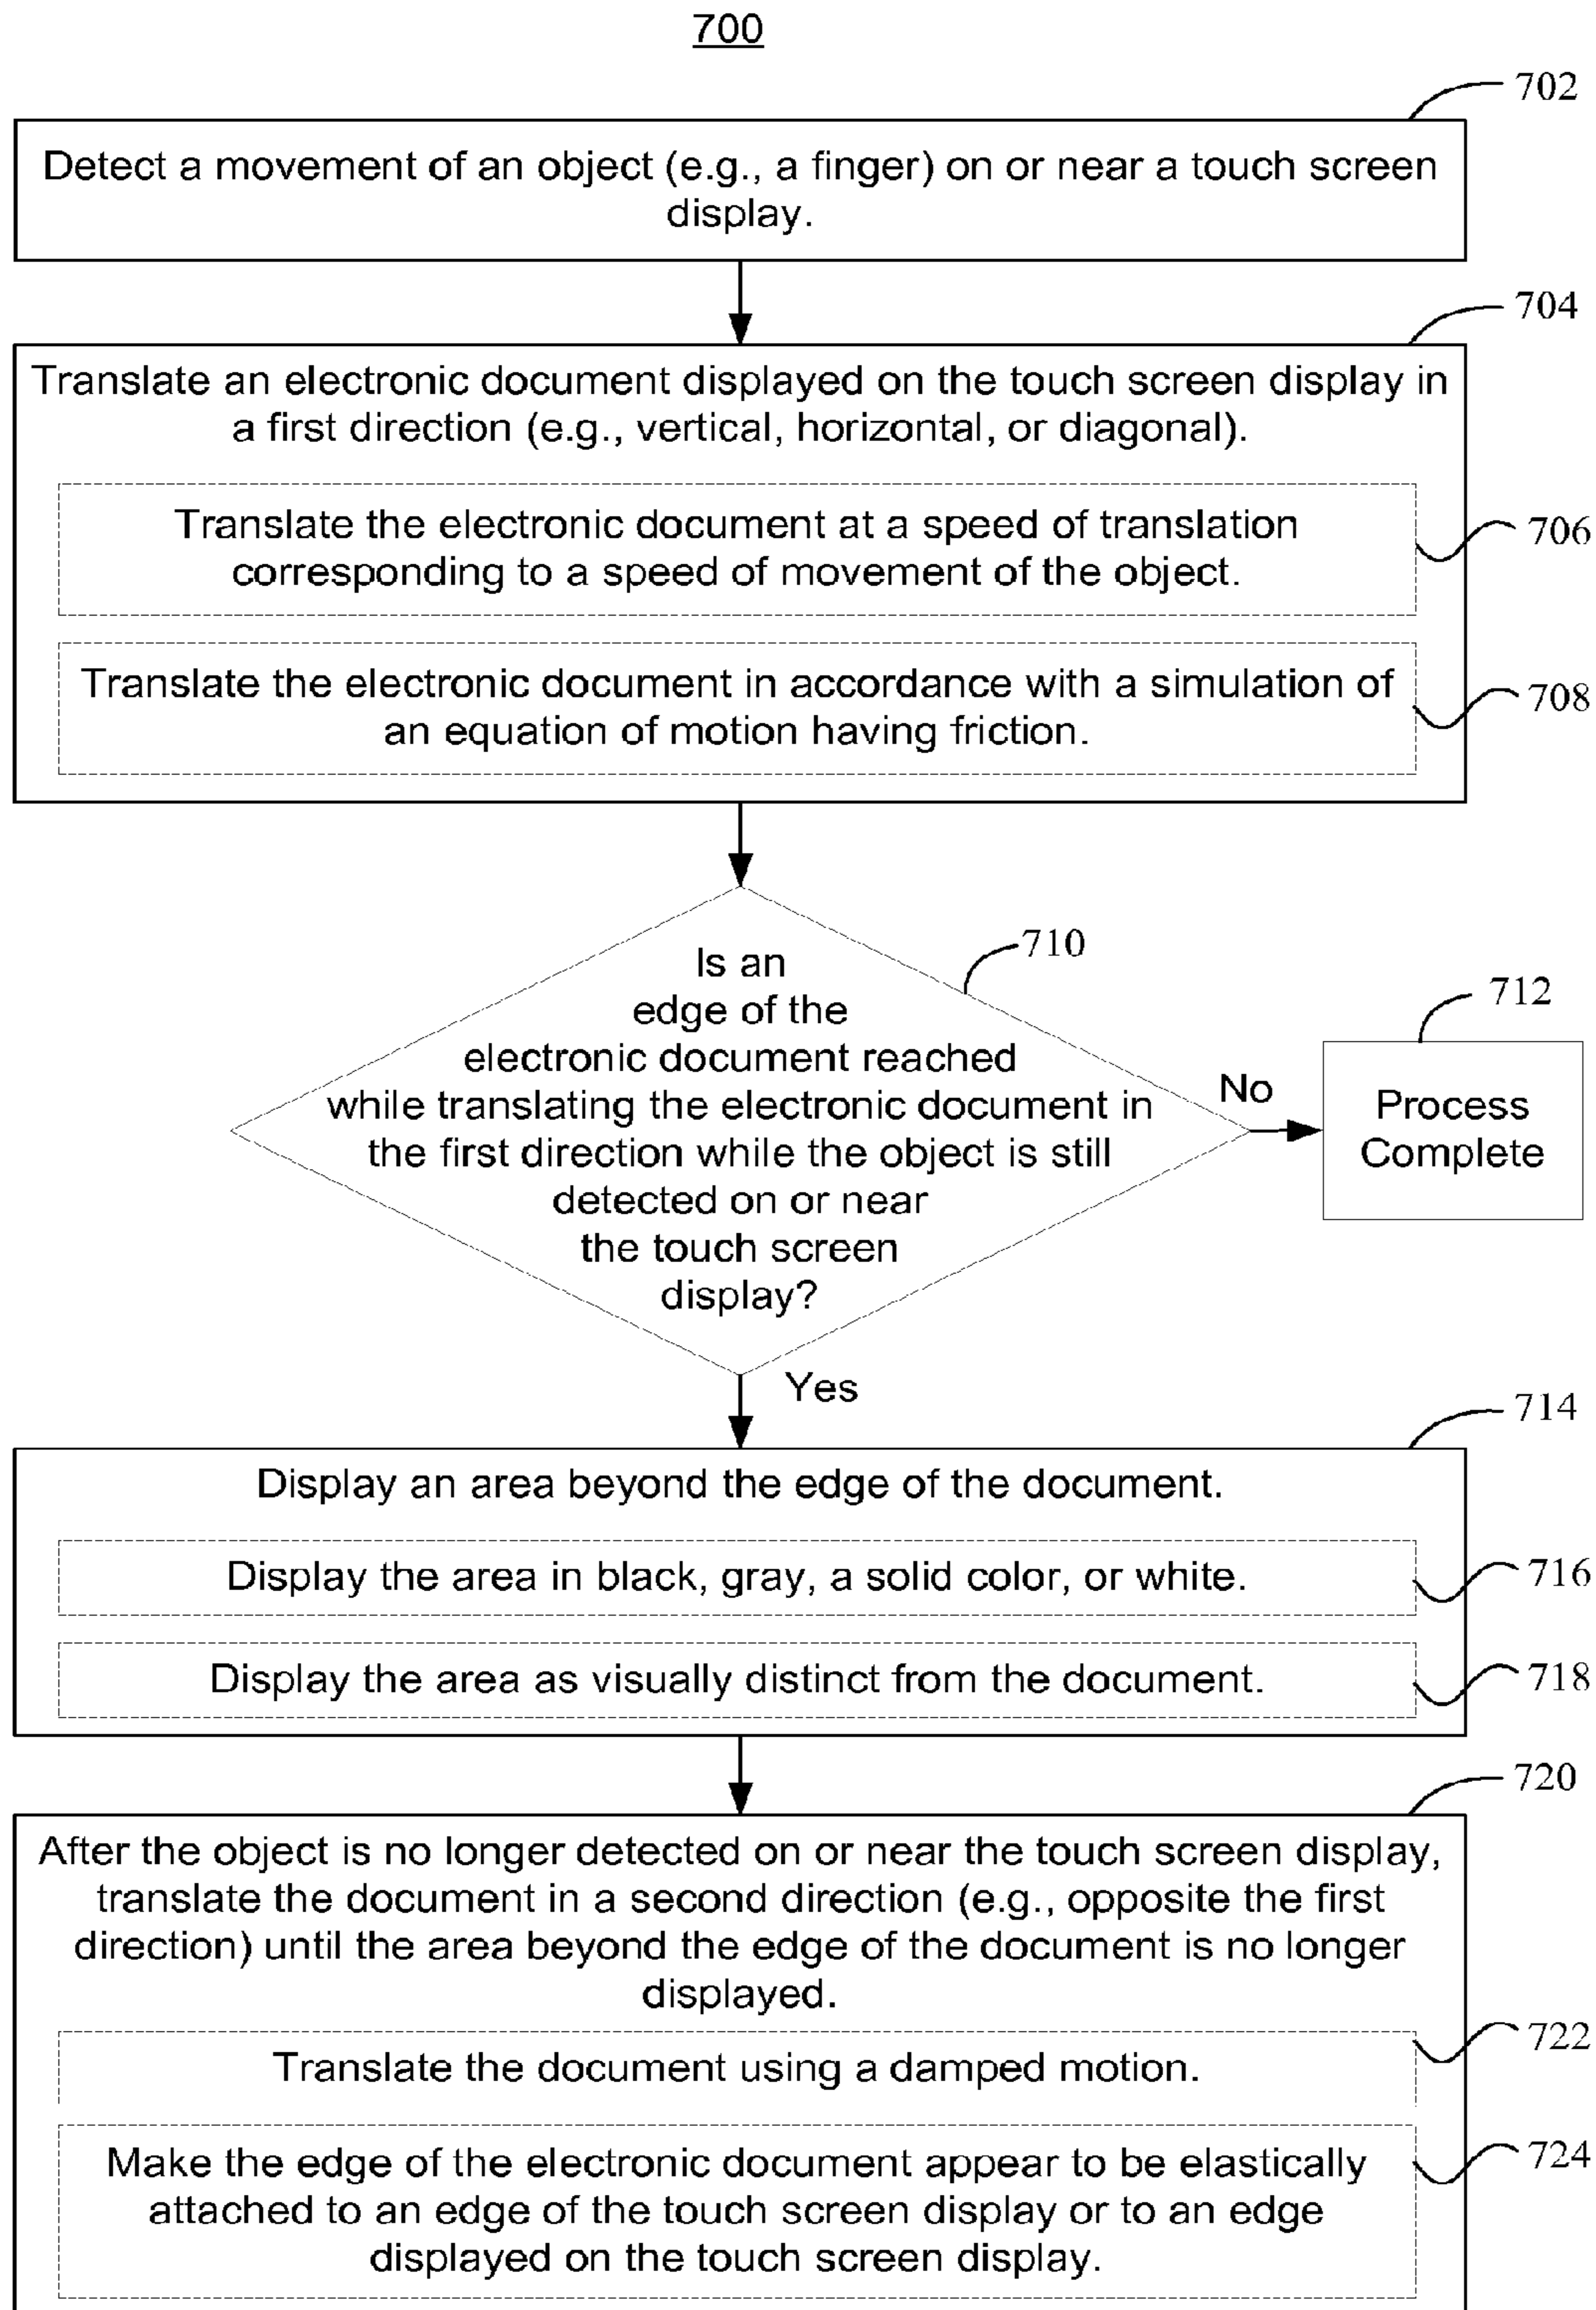 700
702
Detect a movement of an object (e.g., a finger) on or near a touch screen
display.
704
Translate an electronic document displayed on the touch screen display in
a first direction (e.g., vertical, horizontal, or diagonal).
Translate the electronic document at a speed of translation
corresponding to a speed of movement of the object.
706
Translate the electronic document in accordance with a simulation of
an equation of motion having friction.
708
710
Is an
edge of the
electronic document reached
while translating the electronic document in
the first direction while the object is still
detected on or near
the touch screen
display?
No
712
Process
Complete
Yes
714
Display an area beyond the edge of the document.
Display the area in black, gray, a solid color, or white.
716
Display the area as visually distinct from the document.
718
720
After the object is no longer detected on or near the touch screen display,
translate the document in a second direction (e.g., opposite the first
direction) until the area beyond the edge of the document is no longer
displayed.
Translate the document using a damped motion.
722
Make the edge of the electronic document appear to be elastically
attached to an edge of the touch screen display or to an edge
displayed on the touch screen display.
724